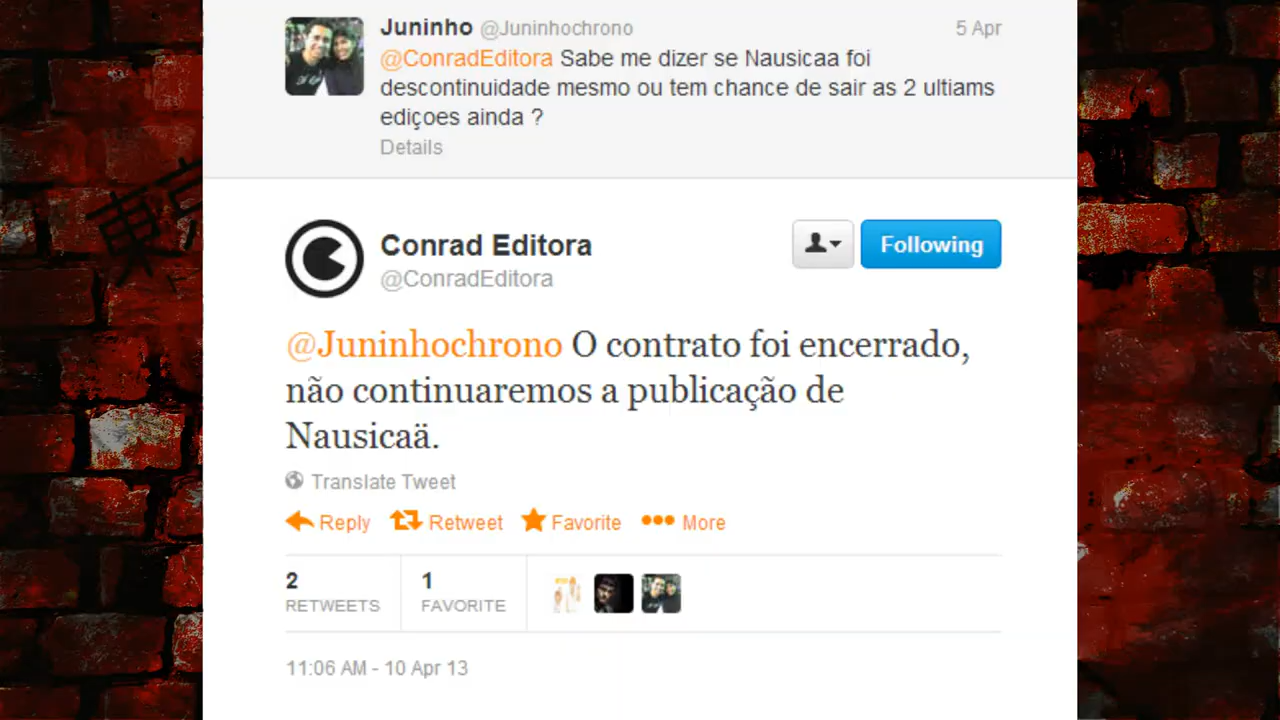 Juninho @Juninhochrono 5 Apr
@ConradEditora Sabe me dizer se Nausicaa foi
descontinuidade mesmo ou tem chance de sair as 2 ultiams
ediçoes ainda ?
Details
東京
Conrad Editora
@ConradEditora
Following
@Juninhochrono O contrato foi encerrado,
não continuaremos a publicação de
Nausicaä.
Translate Tweet
Reply Retweet Favorite More
2 1
RETWEETS FAVORITE
11:06 AM - 10 Apr 13